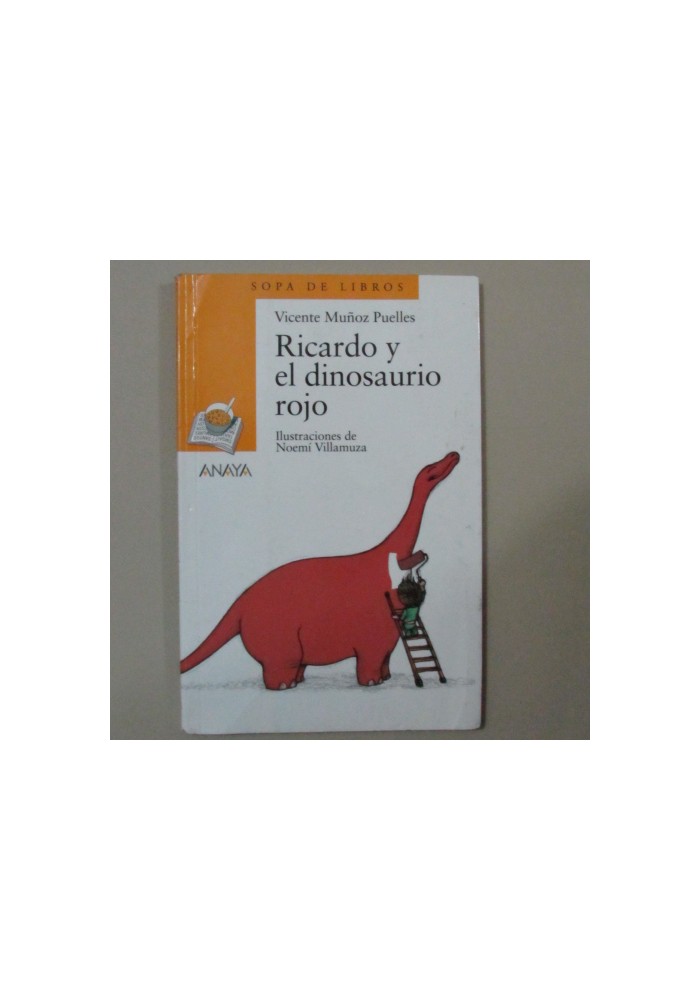 SOPA DE LIBROS
Vicente Muñoz Puelles
Ricardo y
el dinosaurio
rojo
Ilustraciones de
Noemí Villamuza
ANAYA